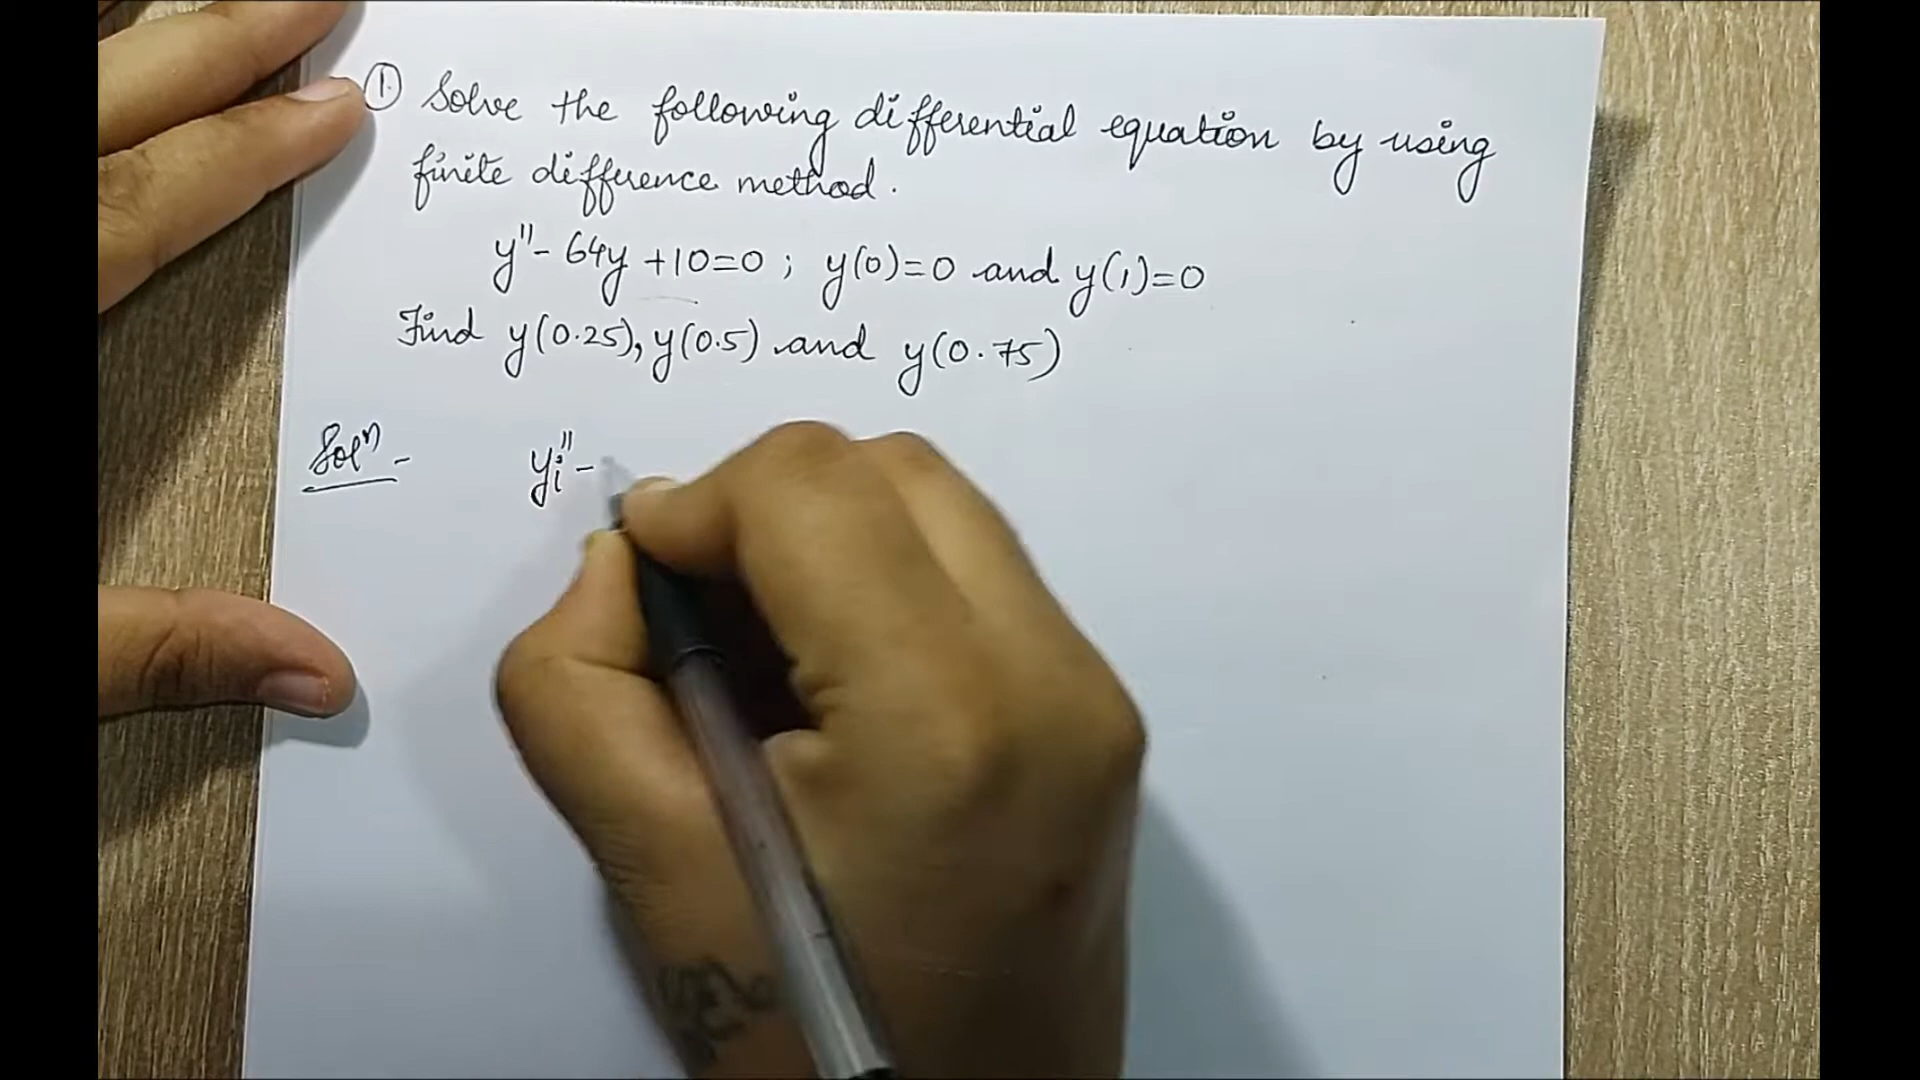 ① Solve the following differential equation by using
finite difference method.
y'' - 64y + 10 = 0 ; y(0) = 0 and y(1) = 0
Find y(0.25), y(0.5) and y(0.75)
Solⁿ - yᵢ'' -